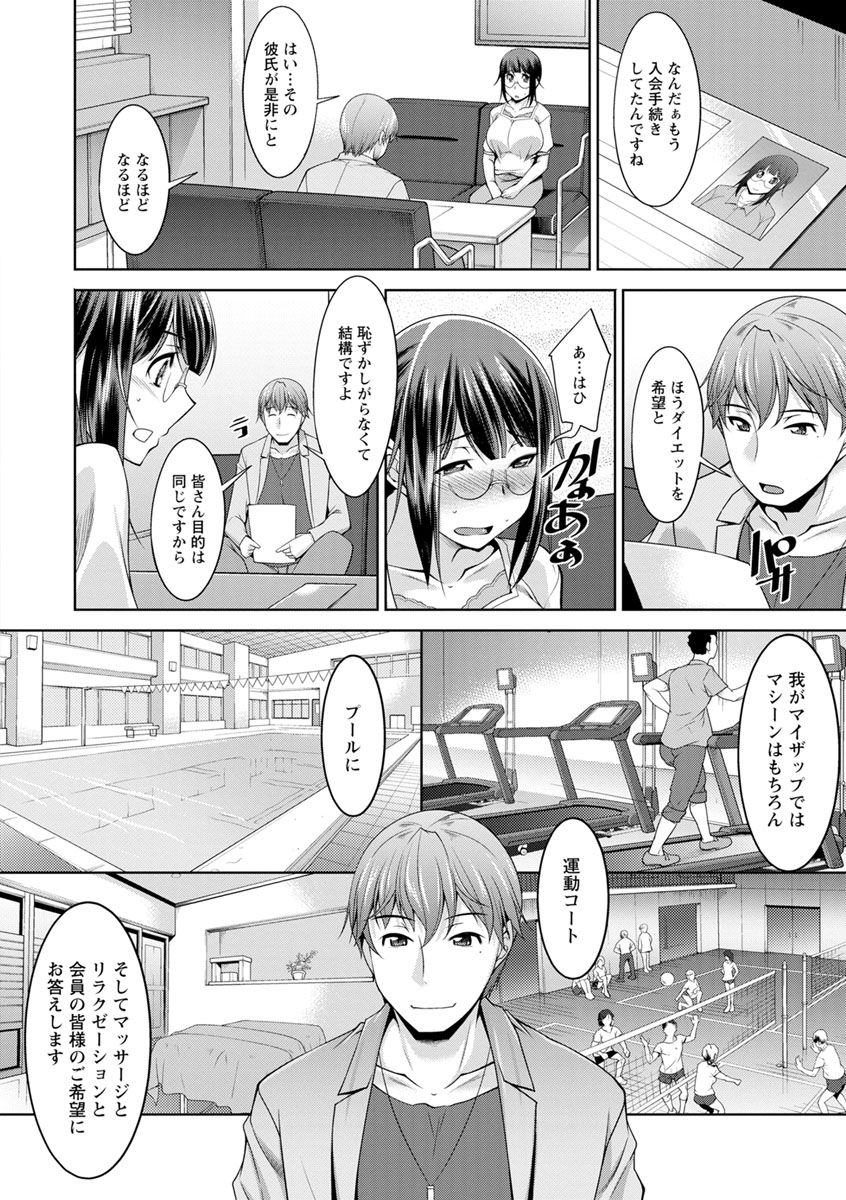 なんだぁもう
入会手続き
してたんですね
はい…その
彼氏が是非にと
なるほど
なるほど
ほうダイエットを
希望と
パサ
あ…はひ
かあぁぁ
恥ずかしがらなくて
結構ですよ
皆さん目的は
同じですから
我がマイザップでは
マシーンはもちろん
プールに
運動コート
そしてマッサージと
リラクゼーションと
会員の皆様のご希望に
お答えします